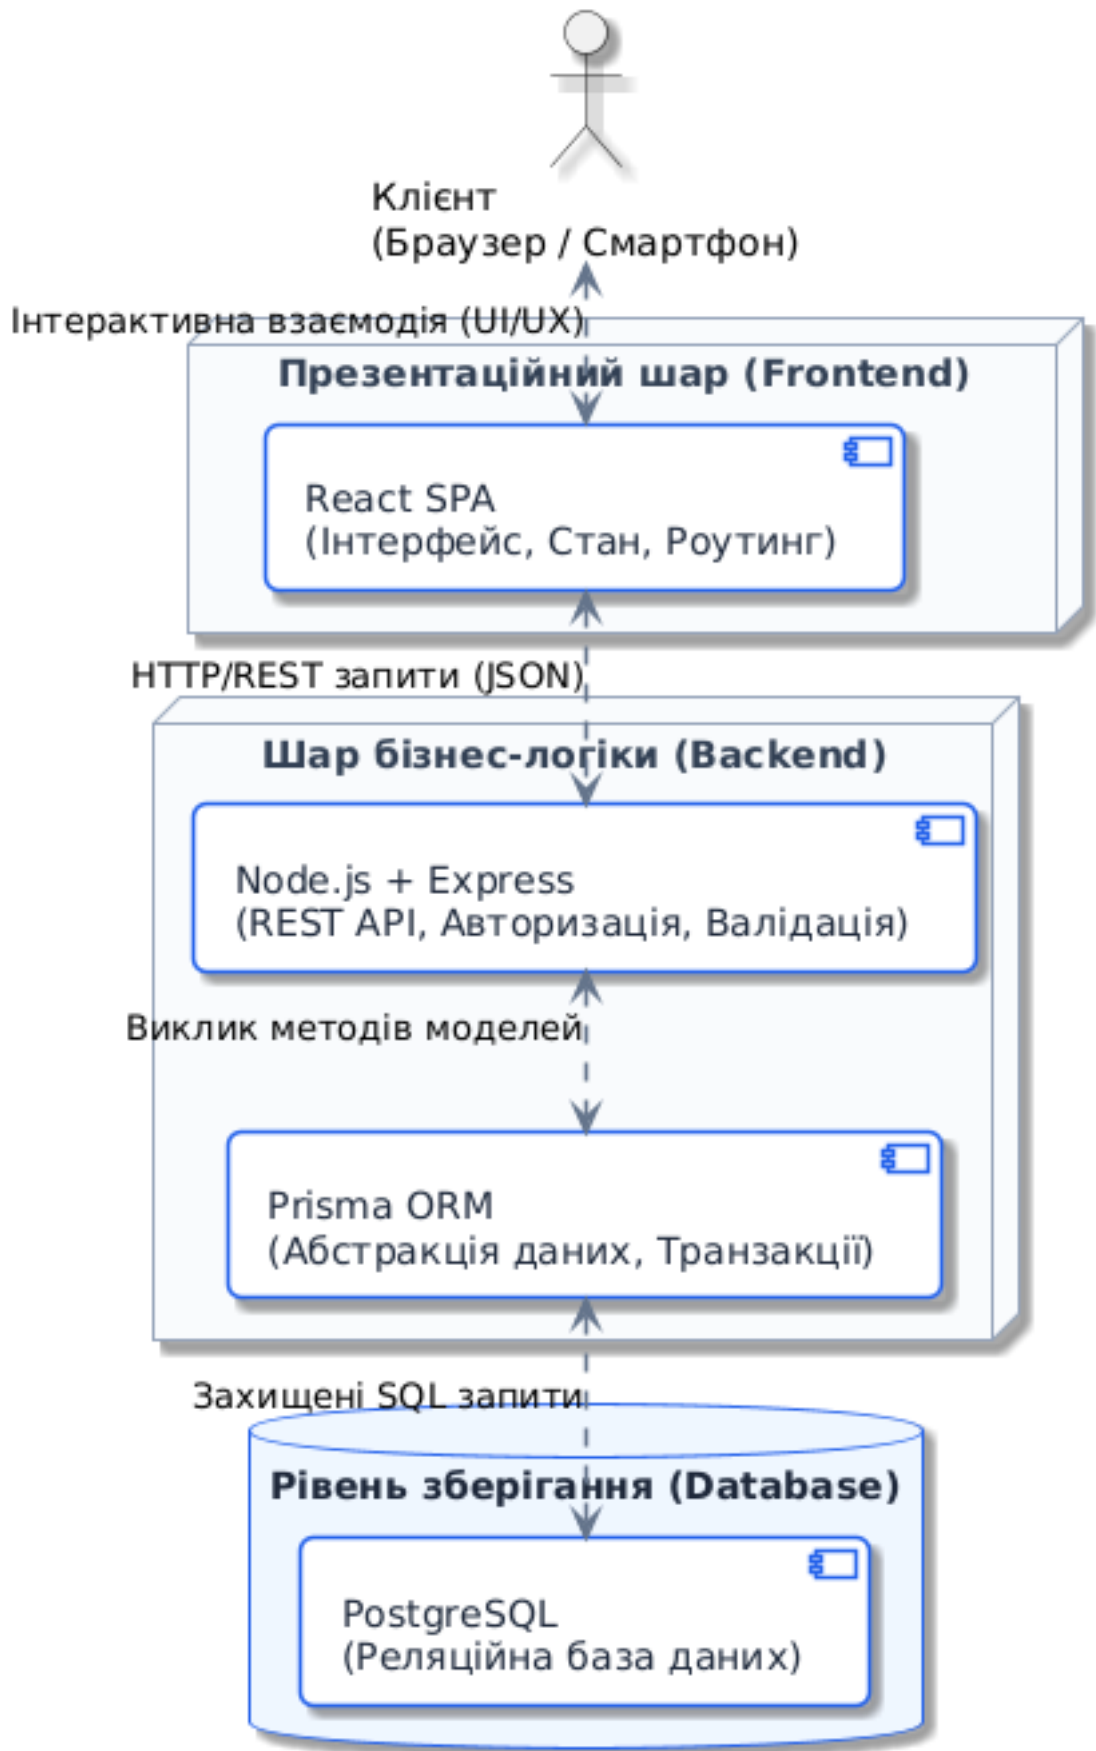 Клієнт
(Браузер / Смартфон)
Інтерактивна взаємодія (UI/UX)
Презентаційний шар (Frontend)
React SPA
(Інтерфейс, Стан, Роутинг)
HTTP/REST запити (JSON)
Шар бізнес-логіки (Backend)
Node.js + Express
(REST API, Авторизація, Валідація)
Виклик методів моделей
Prisma ORM
(Абстракція даних, Транзакції)
Захищені SQL запити
Рівень зберігання (Database)
PostgreSQL
(Реляційна база даних)